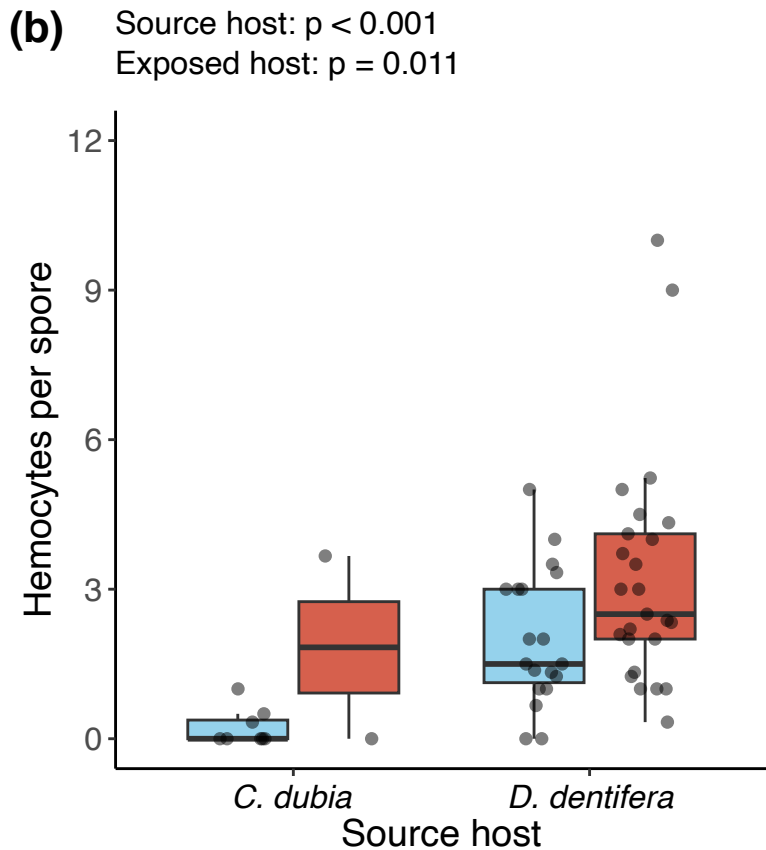 (b)
Source host: p < 0.001
Exposed host: p = 0.011
12
9
6
3
0
Hemocytes per spore
C. dubia
D. dentifera
Source host